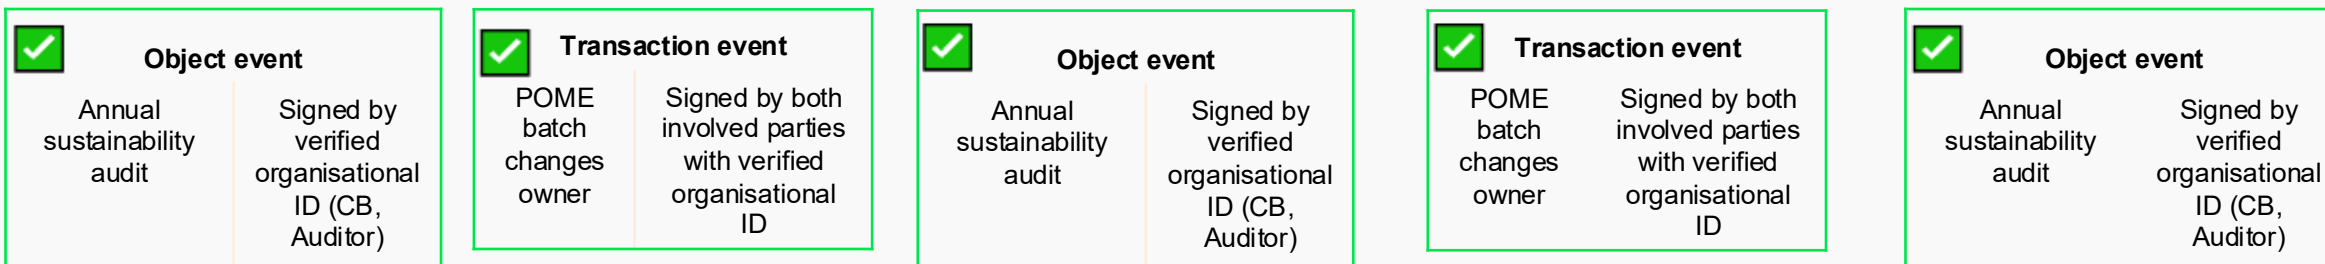 Object event
Annual
sustainability
audit
Signed by
verified
organisational
ID (CB,
Auditor)
Transaction event
POME
batch
changes
owner
Signed by both
involved parties
with verified
organisational
ID
Object event
Annual
sustainability
audit
Signed by
verified
organisational
ID (CB,
Auditor)
Transaction event
POME
batch
changes
owner
Signed by both
involved parties
with verified
organisational
ID
Object event
Annual
sustainability
audit
Signed by
verified
organisational
ID (CB,
Auditor)